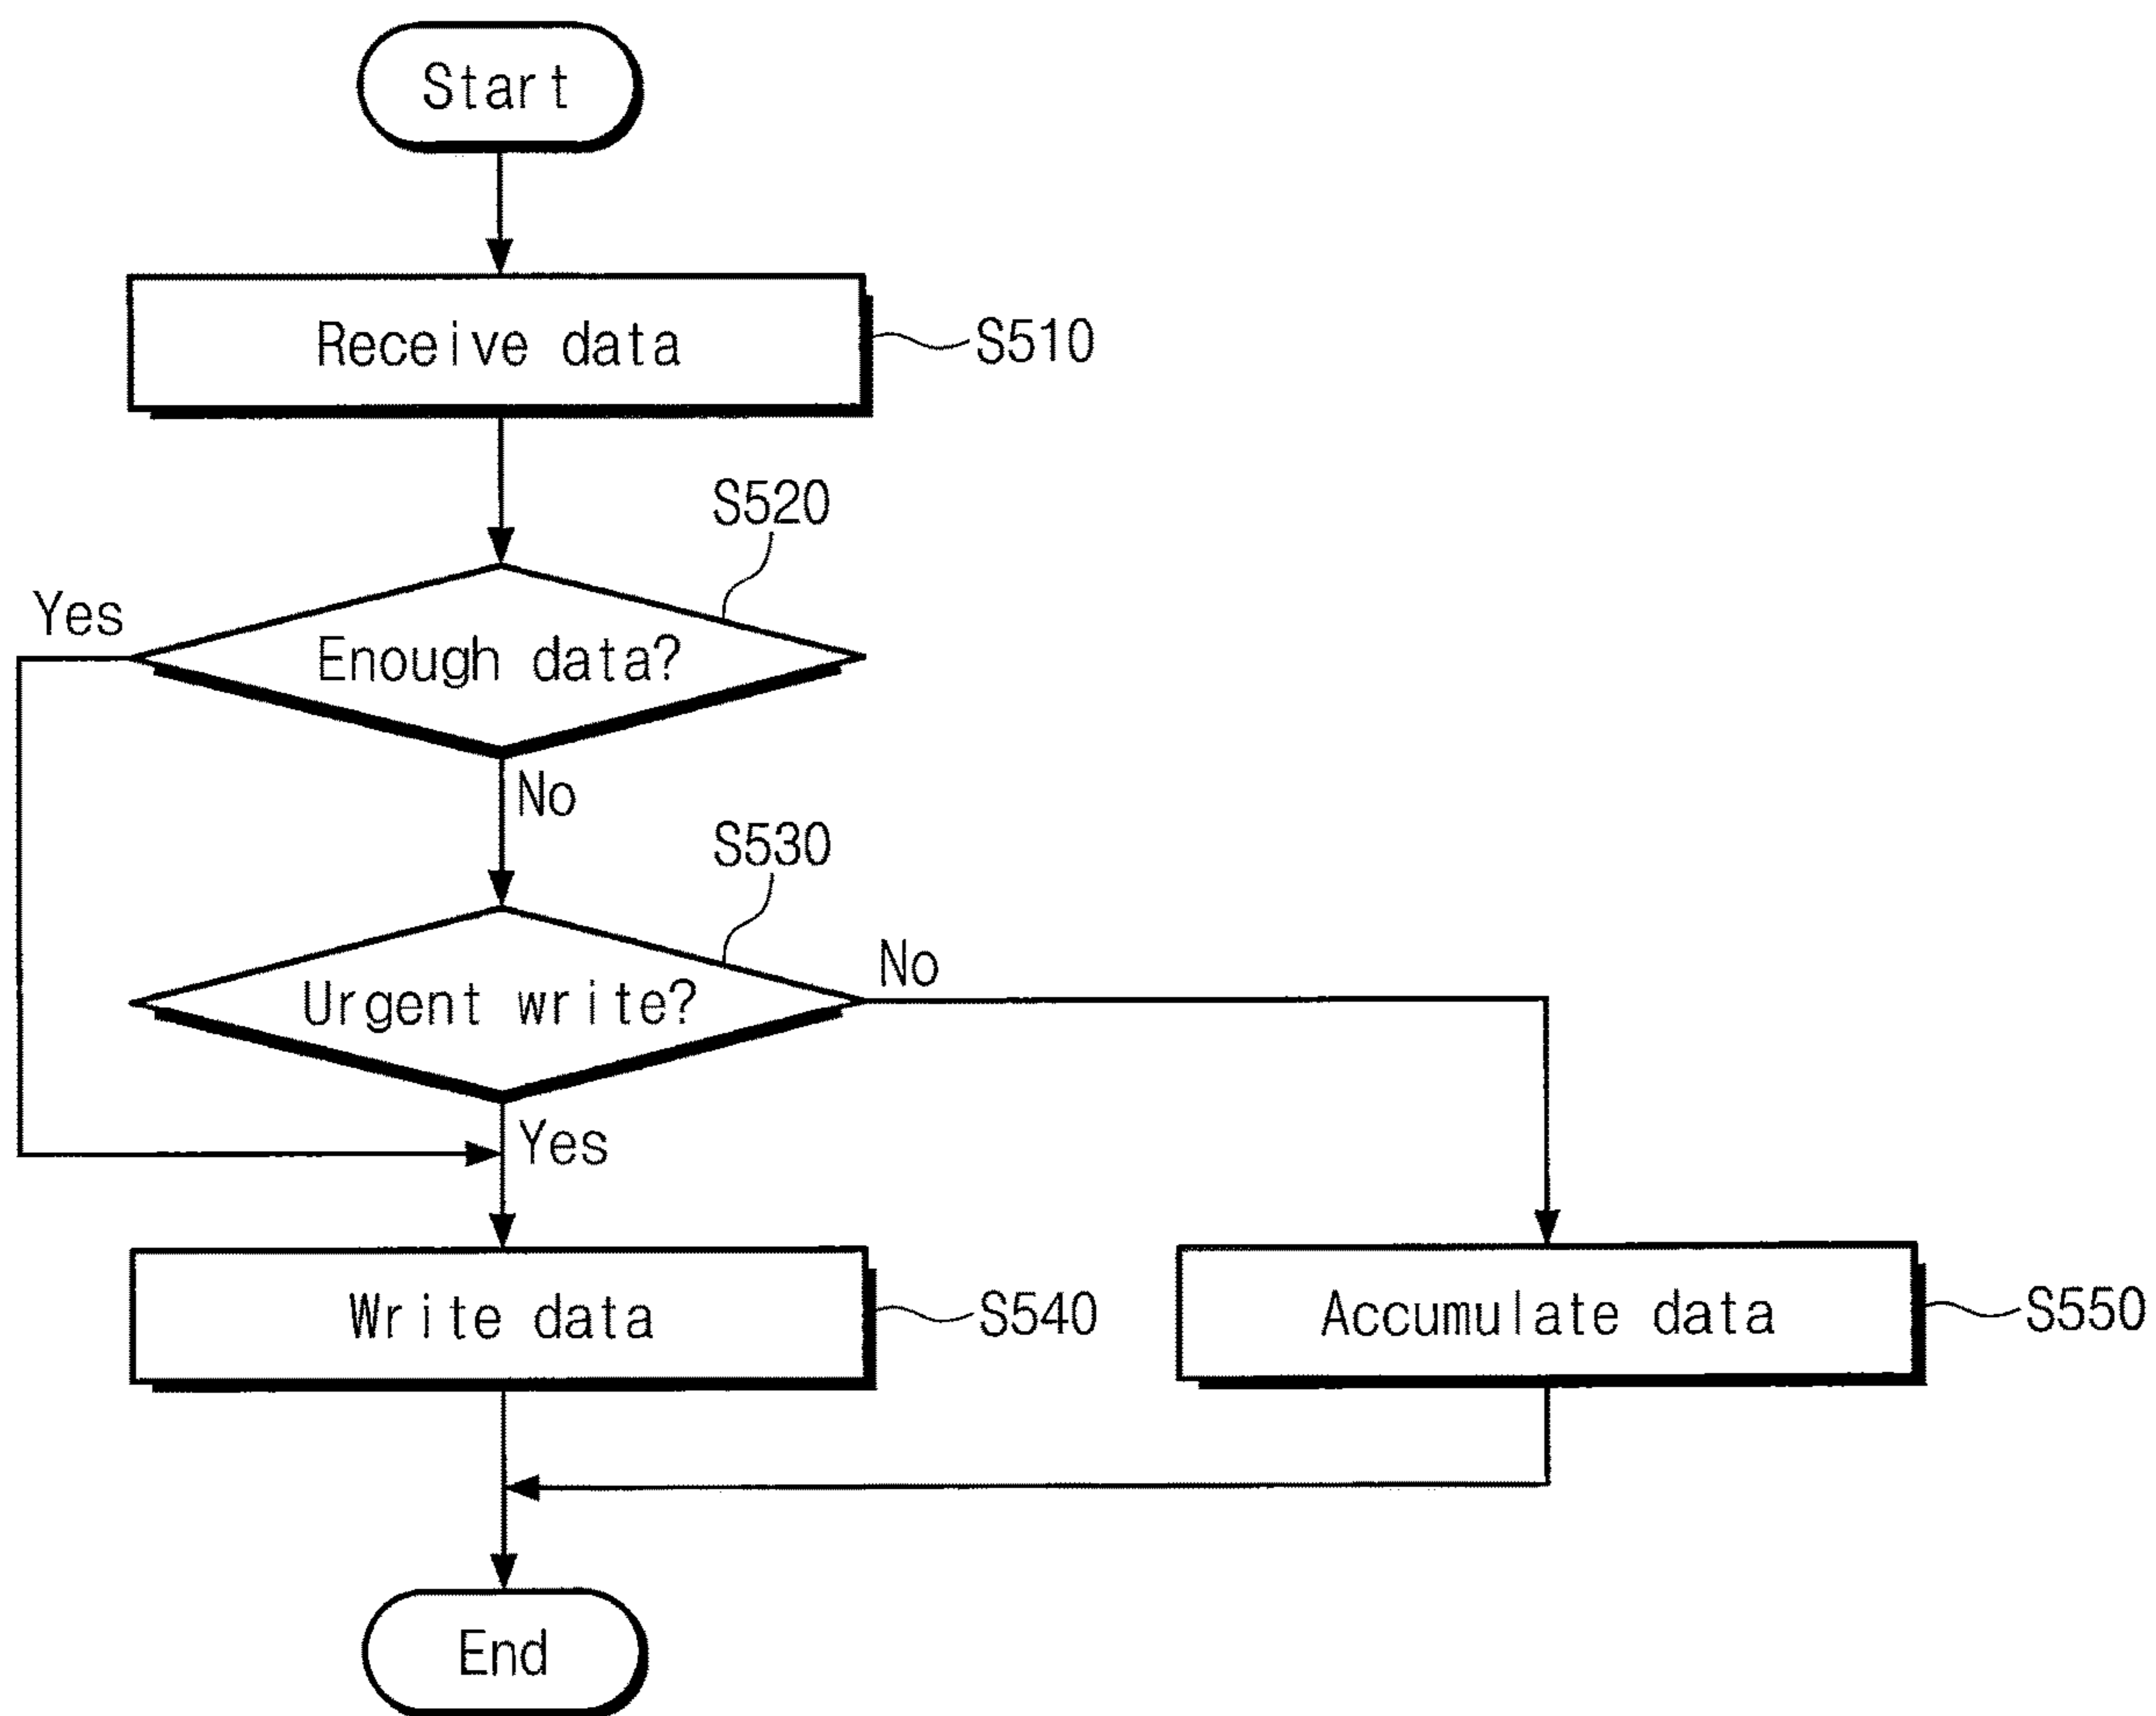 Start
Receive data
S510
S520
Yes
Enough data?
No
S530
No
Urgent write?
Yes
Write data
S540
Accumulate data
S550
End